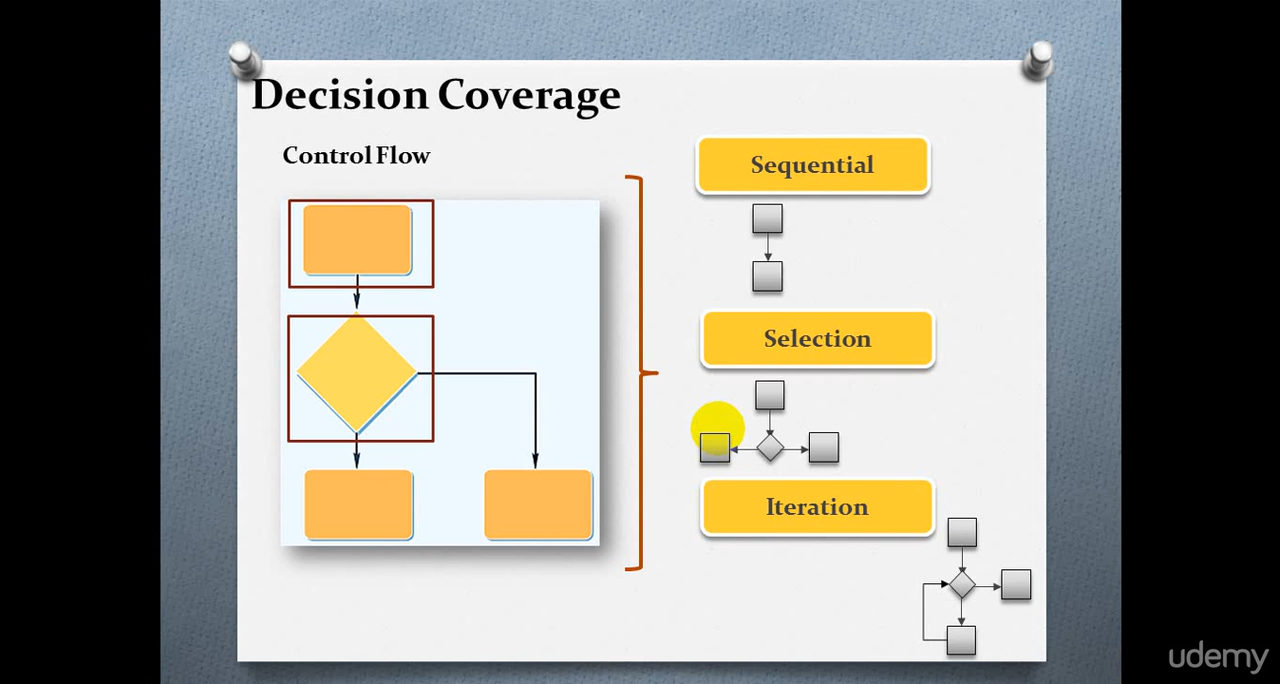 Decision Coverage
Control Flow
Sequential
Selection
Iteration
udemy